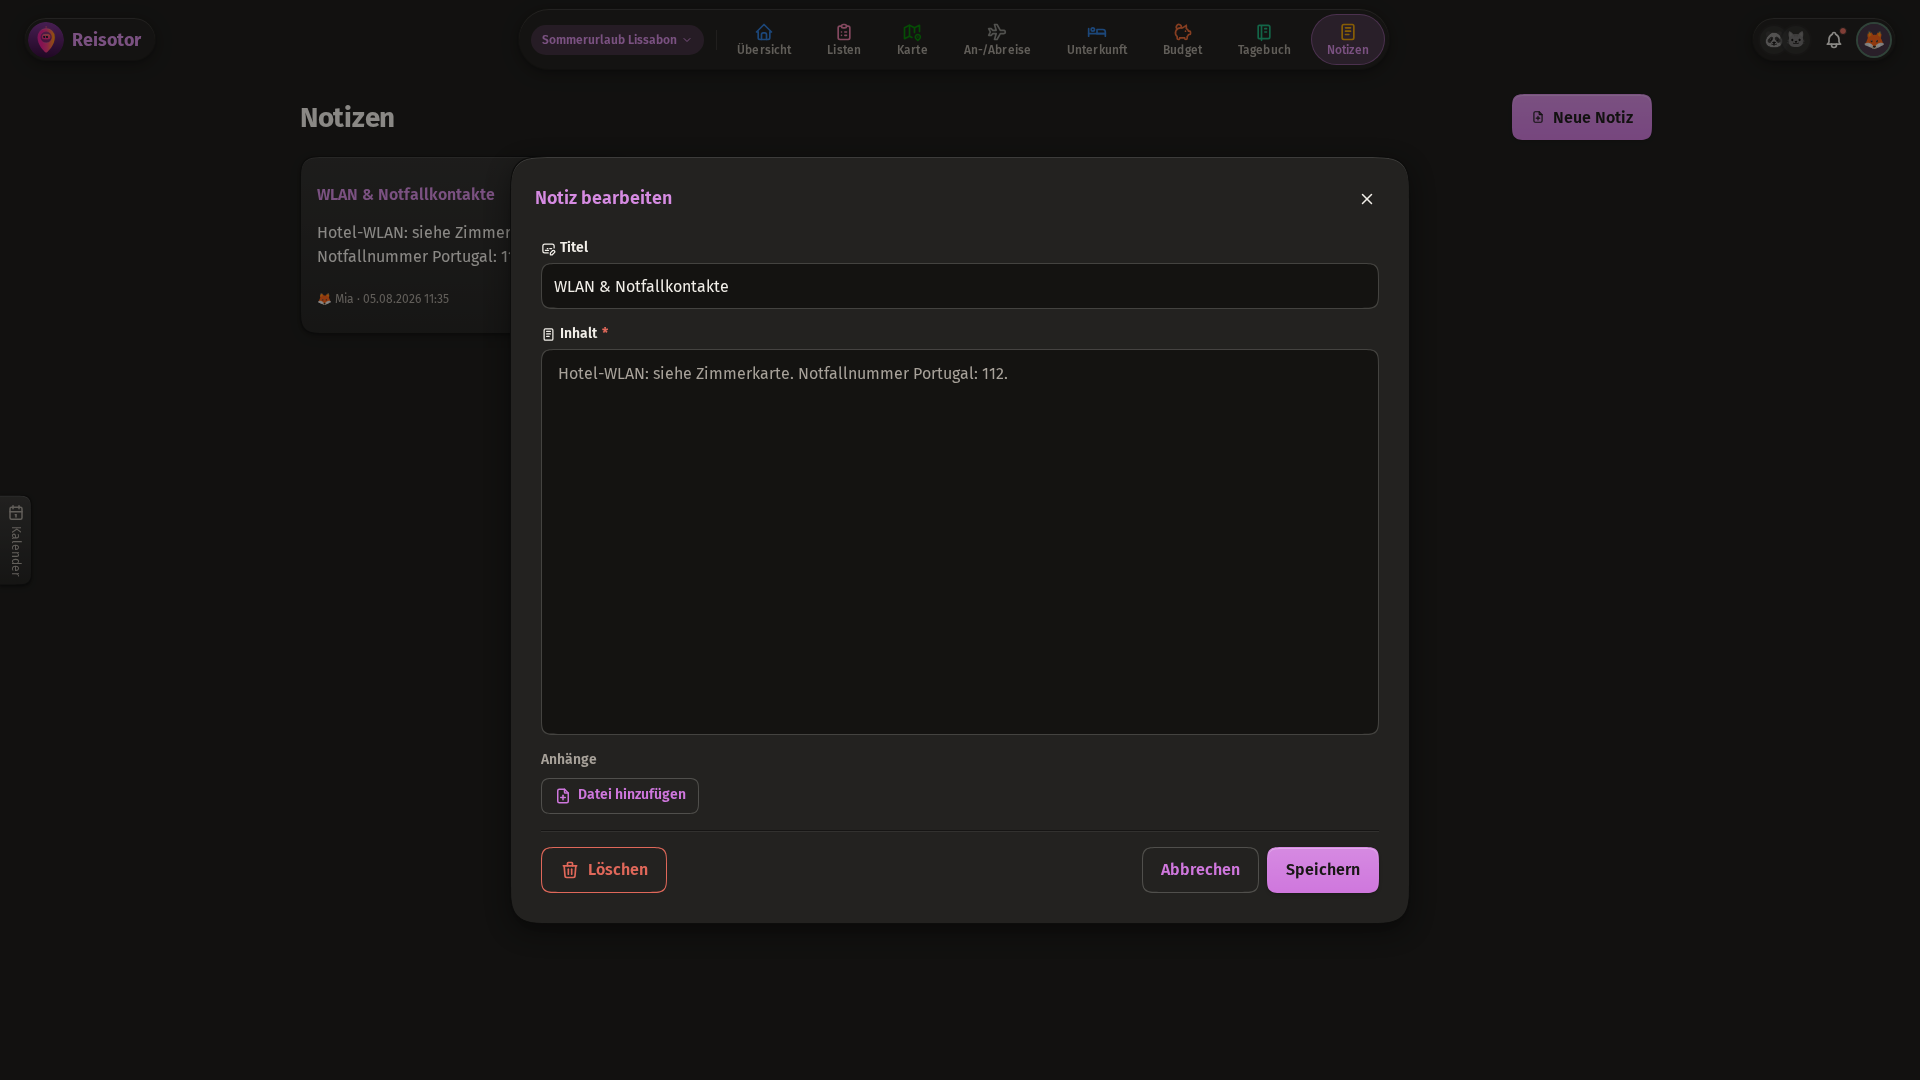 Reisotor
Sommerurlaub Lissabon
Übersicht
Listen
Karte
An-/Abreise
Unterkunft
Budget
Tagebuch
Notizen
Notizen
Neue Notiz
WLAN & Notfallkontakte
Hotel-WLAN: siehe Zimmer
Notfallnummer Portugal: 11
Mia · 05.08.2026 11:35
Kalender
Notiz bearbeiten
Titel
WLAN & Notfallkontakte
Inhalt *
Hotel-WLAN: siehe Zimmerkarte. Notfallnummer Portugal: 112.
Anhänge
Datei hinzufügen
Löschen
Abbrechen
Speichern